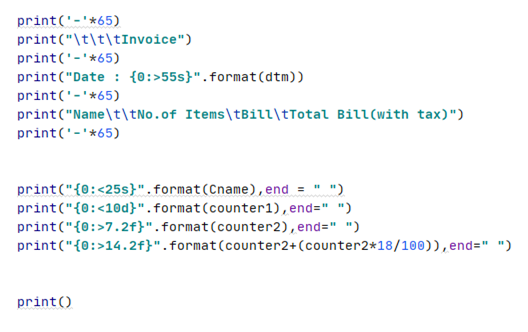 print('-'*65)
print("\t\t\tInvoice")
print('-'*65)
print("Date : {0:>55s}".format(dtm))
print('-'*65)
print("Name\t\tNo.of Items\tBill\tTotal Bill(with tax)")
print('-'*65)
print("{0:<25s}".format(Cname),end = " ")
print("{0:<10d}".format(counter1),end=" ")
print("{0:>7.2f}".format(counter2),end=" ")
print("{0:>14.2f}".format(counter2+(counter2*18/100)),end=" ")
print()